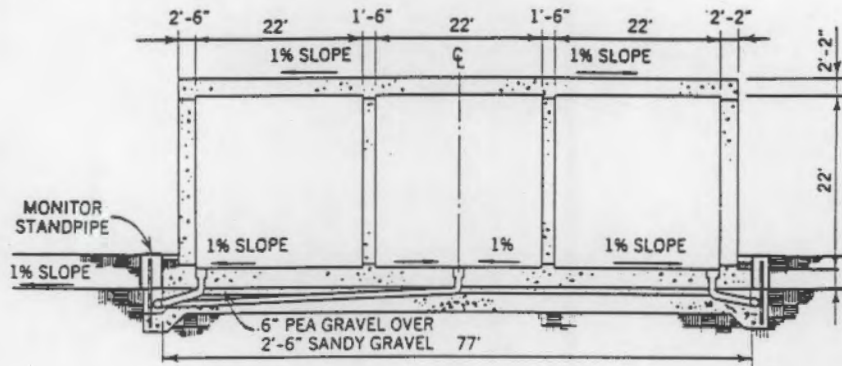 2'-6" 22' 1'-6" 22' 1'-6" 22' 2'-2"
1% SLOPE ℄ 1% SLOPE
2'-2"
22'
MONITOR
STANDPIPE
1% SLOPE 1% 1% SLOPE
1% SLOPE
.6" PEA GRAVEL OVER
2'-6" SANDY GRAVEL 77'